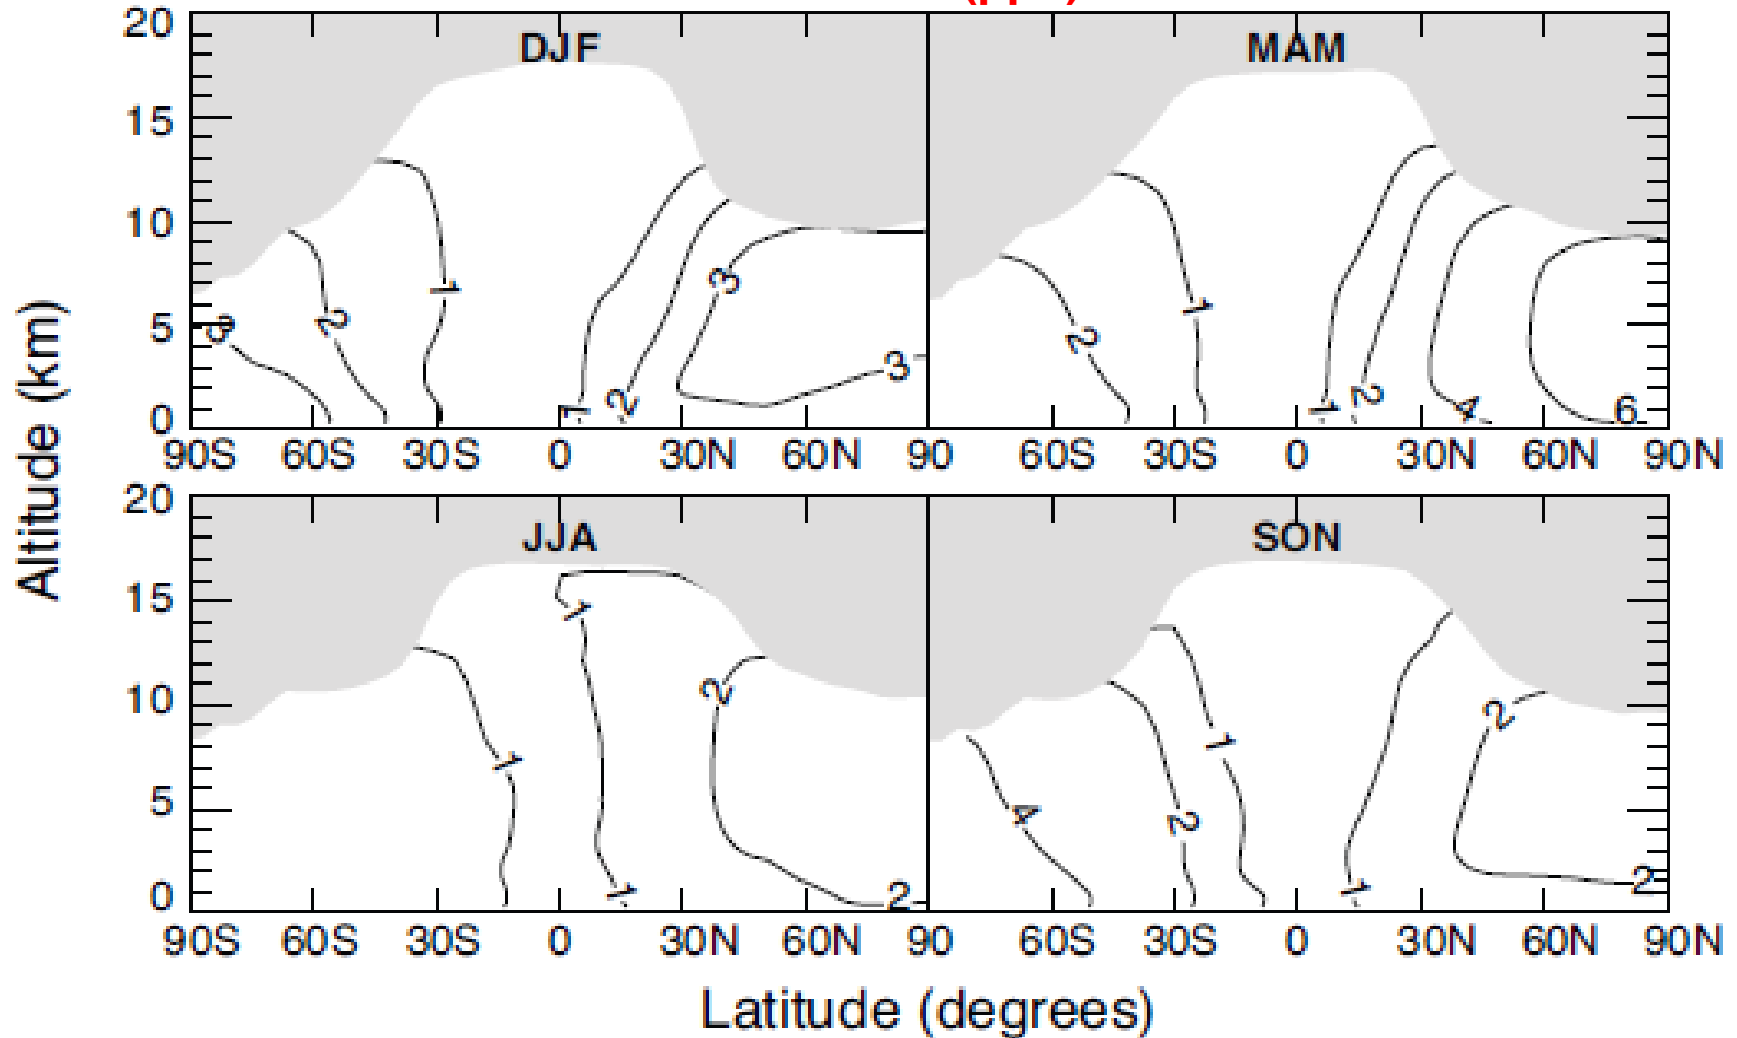 DJF MAM
20
15
10
5
0
3 2 1 1 2 3 3
2 1 1 2 4 6
90S 60S 30S 0 30N 60N 90 60S 30S 0 30N 60N 90N
JJA SON
20
15
10
5
0
1 1 1 2 2
4 2 1 1 2 2
90S 60S 30S 0 30N 60N 90 60S 30S 0 30N 60N 90N
Altitude (km)
Latitude (degrees)